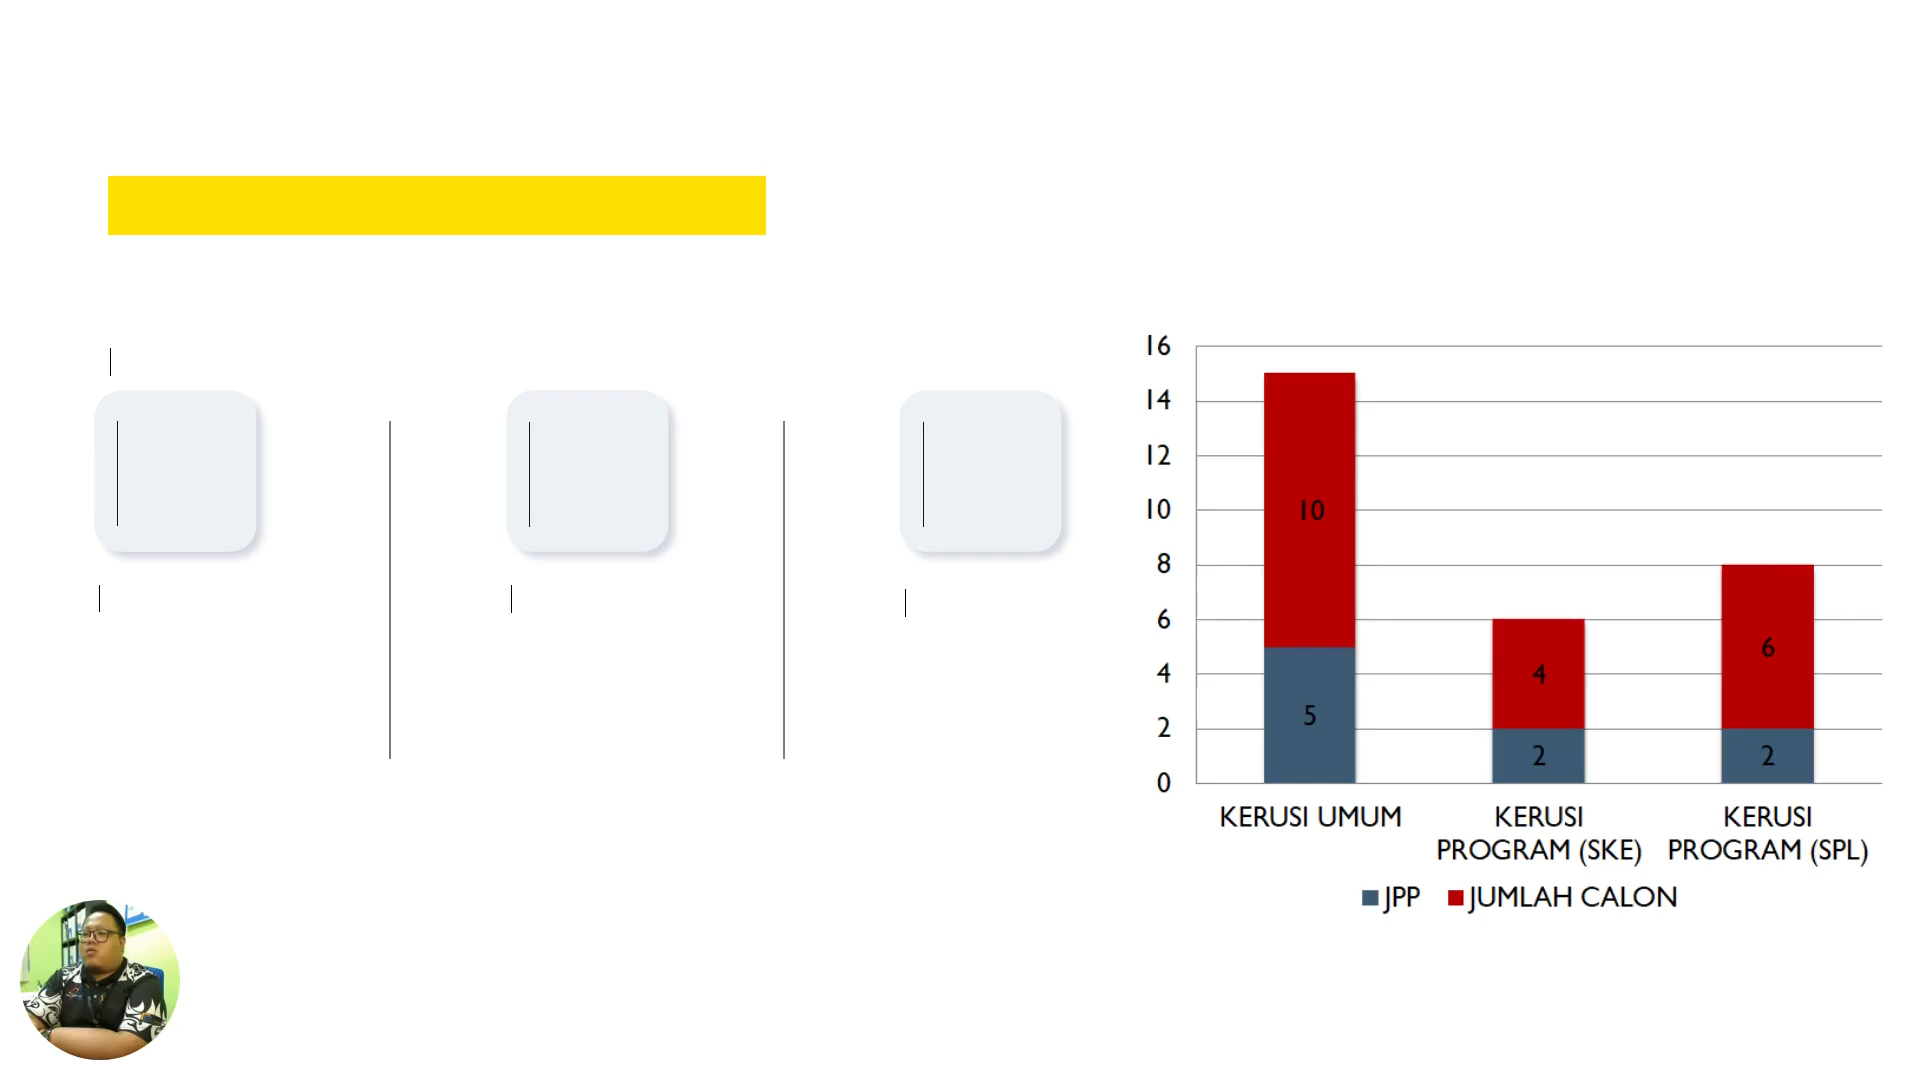 16
14
12
10
8
6
4
2
0
10
5
4
2
6
2
KERUSI UMUM
KERUSI
PROGRAM (SKE)
KERUSI
PROGRAM (SPL)
JPP
JUMLAH CALON